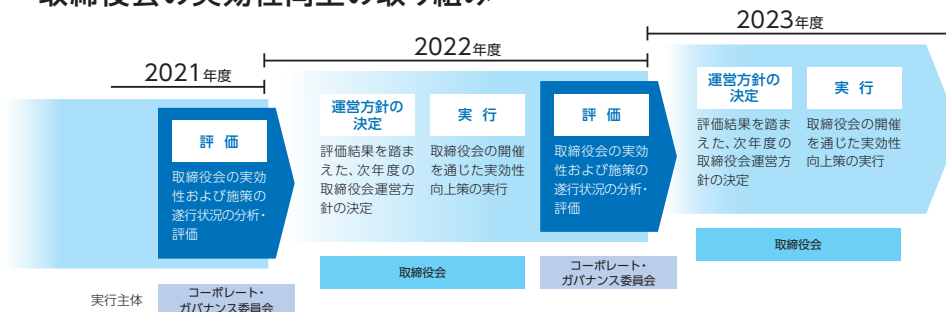 取締役会の実効性向上の取り組み
2021年度
評 価
取締役会の実効
性および施策の
遂行状況の分析・
評価
実行主体
コーポレート・
ガバナンス委員会
2022年度
運営方針の
決定
評価結果を踏ま
えた、次年度の
取締役会運営方
針の決定
実 行
取締役会の開催
を通じた実効性
向上策の実行
取締役会
評 価
取締役会の実効
性および施策の
遂行状況の分析・
評価
コーポレート・
ガバナンス委員会
2023年度
運営方針の
決定
評価結果を踏ま
えた、次年度の
取締役会運営方
針の決定
実 行
取締役会の開催
を通じた実効性
向上策の実行
取締役会